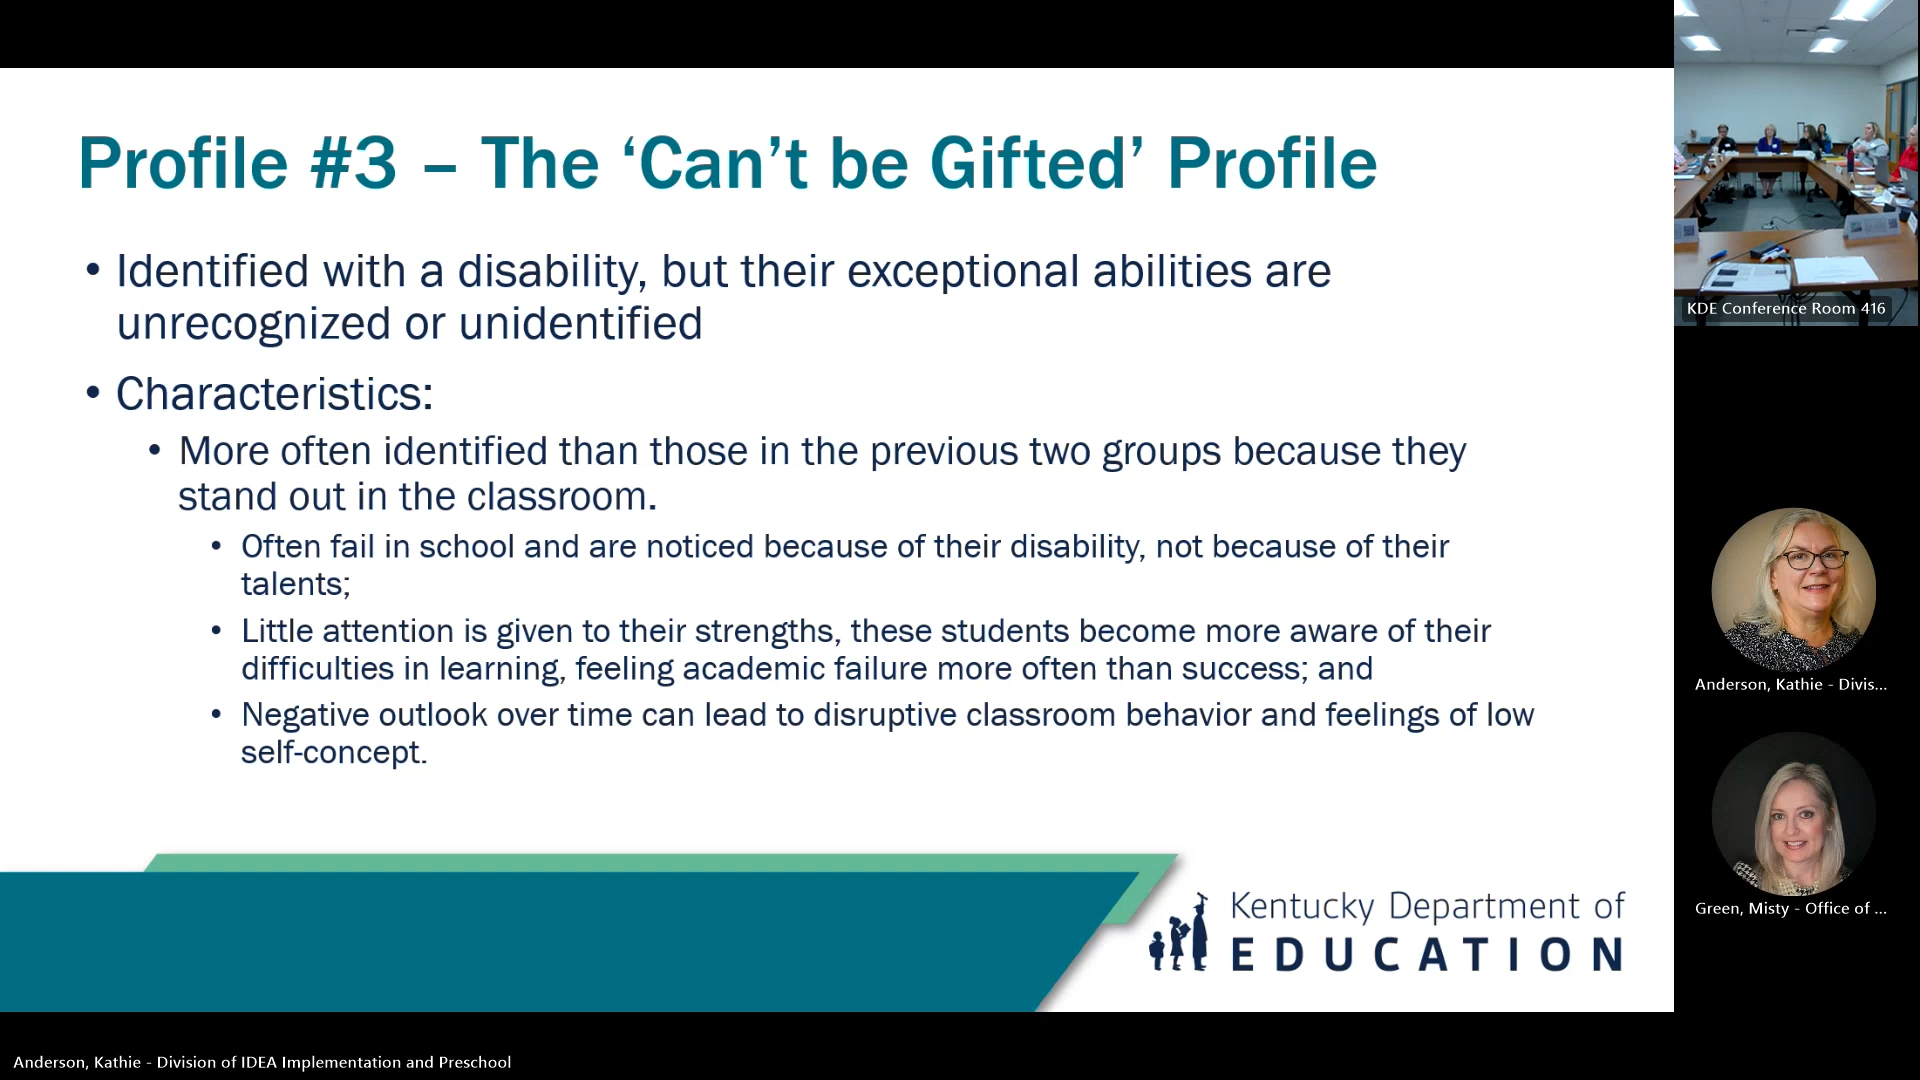 Profile #3 – The ‘Can’t be Gifted’ Profile
• Identified with a disability, but their exceptional abilities are
unrecognized or unidentified
• Characteristics:
• More often identified than those in the previous two groups because they
stand out in the classroom.
• Often fail in school and are noticed because of their disability, not because of their
talents;
• Little attention is given to their strengths, these students become more aware of their
difficulties in learning, feeling academic failure more often than success; and
• Negative outlook over time can lead to disruptive classroom behavior and feelings of low
self-concept.
Kentucky Department of
EDUCATION
KDE Conference Room 416
Anderson, Kathie - Divis...
Green, Misty - Office of ...
Anderson, Kathie - Division of IDEA Implementation and Preschool